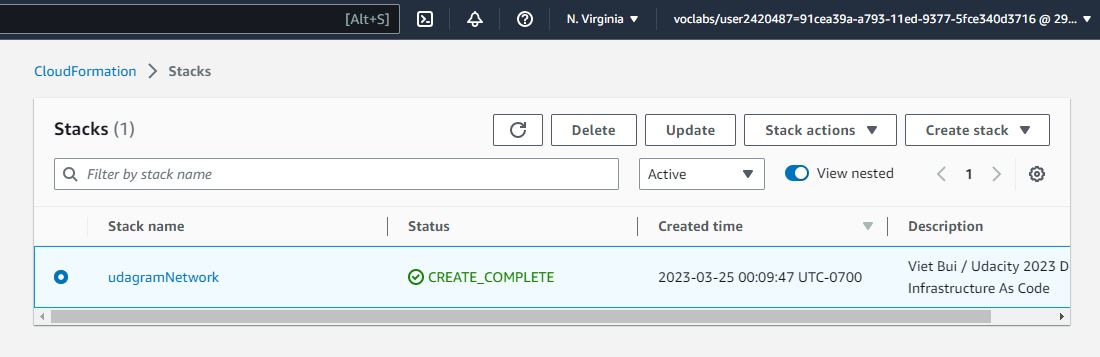 [Alt+S] N. Virginia voclabs/user2420487=91cea39a-a793-11ed-9377-5fce340d3716 @ 29...
CloudFormation Stacks
Stacks (1) Delete Update Stack actions Create stack
Filter by stack name Active View nested 1
Stack name Status Created time Description
udagramNetwork CREATE_COMPLETE 2023-03-25 00:09:47 UTC-0700 Viet Bui / Udacity 2023 D
Infrastructure As Code